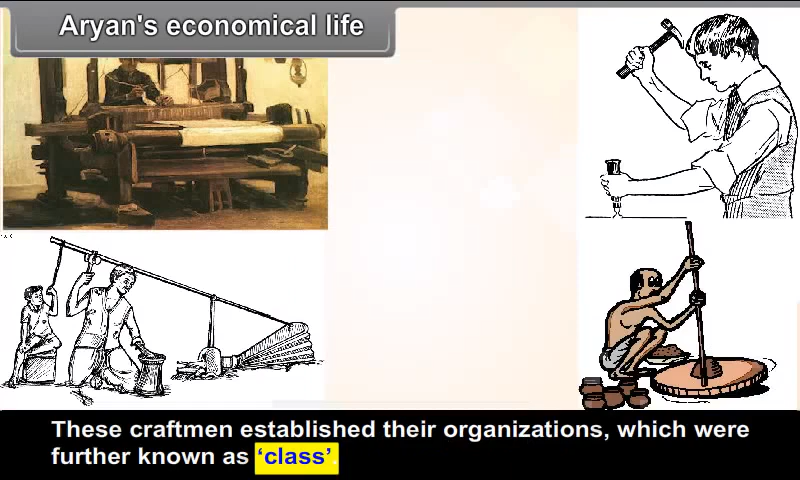 Aryan's economical life
These craftmen established their organizations, which were
further known as ‘class’.